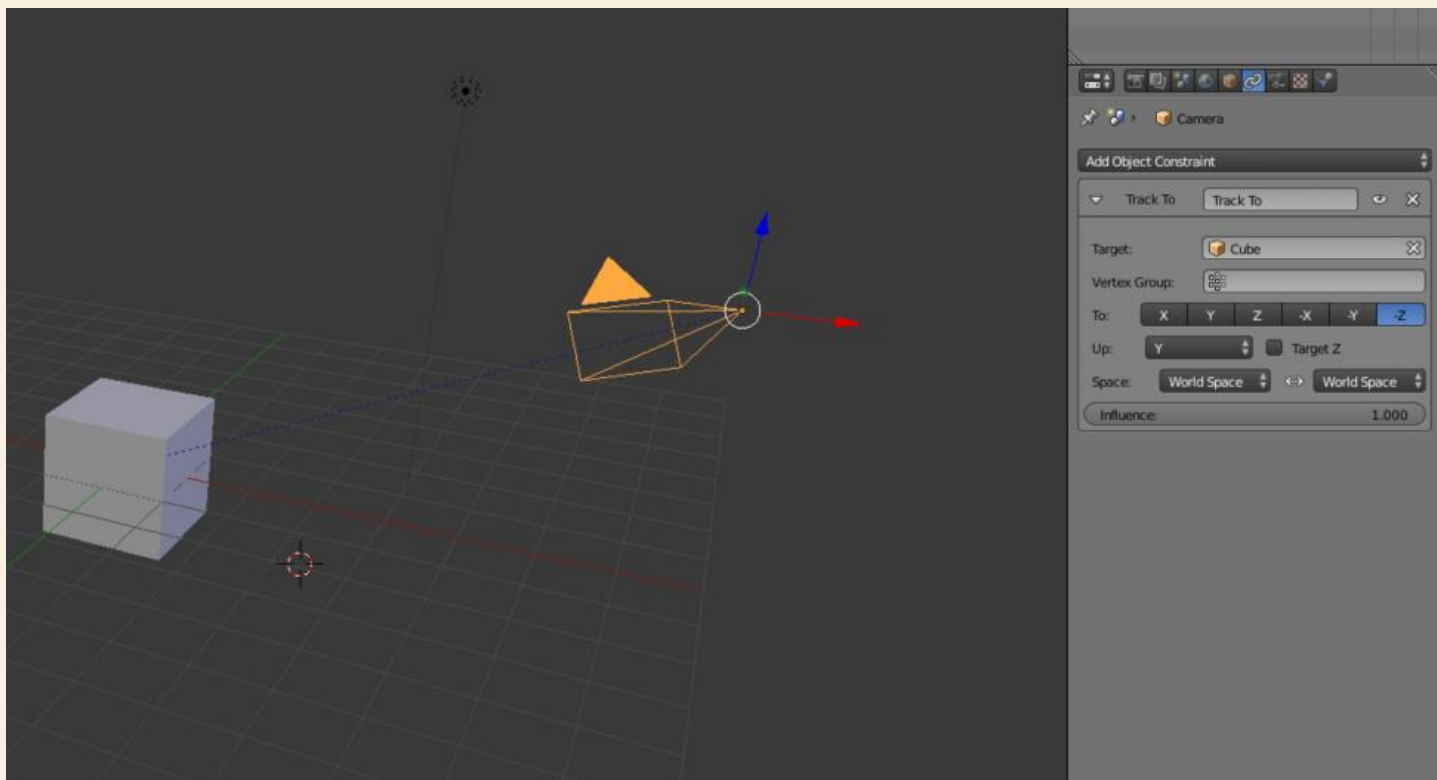 Camera
Add Object Constraint
Track To Track To
Target: Cube
Vertex Group:
To: X Y Z -X -Y -Z
Up: Y Target Z
Space: World Space World Space
Influence: 1.000